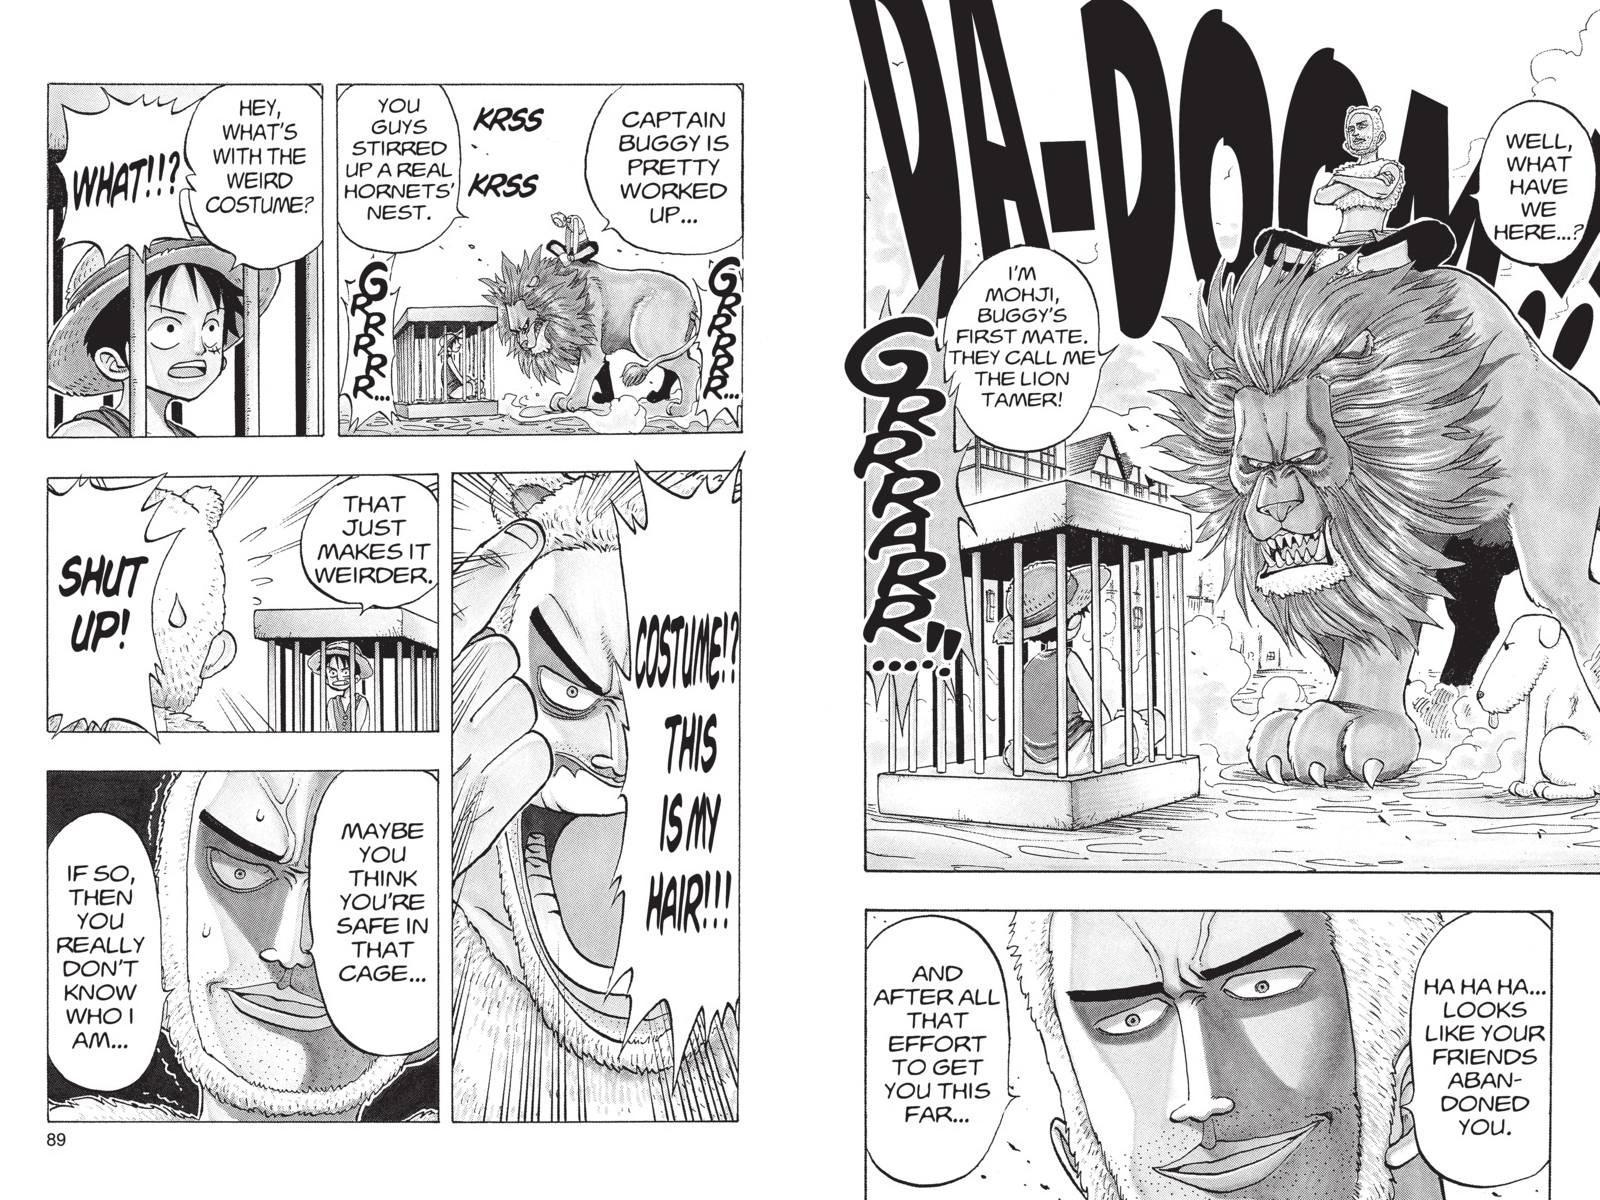 DA-DOOM!!
WELL,
WHAT
HAVE
WE
HERE...?
I'M
MOHJI,
BUGGY'S
FIRST MATE.
THEY CALL ME
THE LION
TAMER!
GRRRARR....!!
HA HA HA...
LOOKS
LIKE YOUR
FRIENDS
ABAN-
DONED
YOU.
AND
AFTER ALL
THAT
EFFORT
TO GET
YOU THIS
FAR...
CAPTAIN
BUGGY IS
PRETTY
WORKED
UP...
KRSS
KRSS
YOU
GUYS
STIRRED
UP A REAL
HORNETS'
NEST.
GRRRR...
GRRRR...
HEY,
WHAT'S
WITH THE
WEIRD
COSTUME?
WHAT!!?
COSTUME!?
THIS
IS MY
HAIR!!!
THAT
JUST
MAKES IT
WEIRDER.
SHUT
UP!
MAYBE
YOU
THINK
YOU'RE
SAFE IN
THAT
CAGE...
IF SO,
THEN
YOU
REALLY
DON'T
KNOW
WHO I
AM...
89